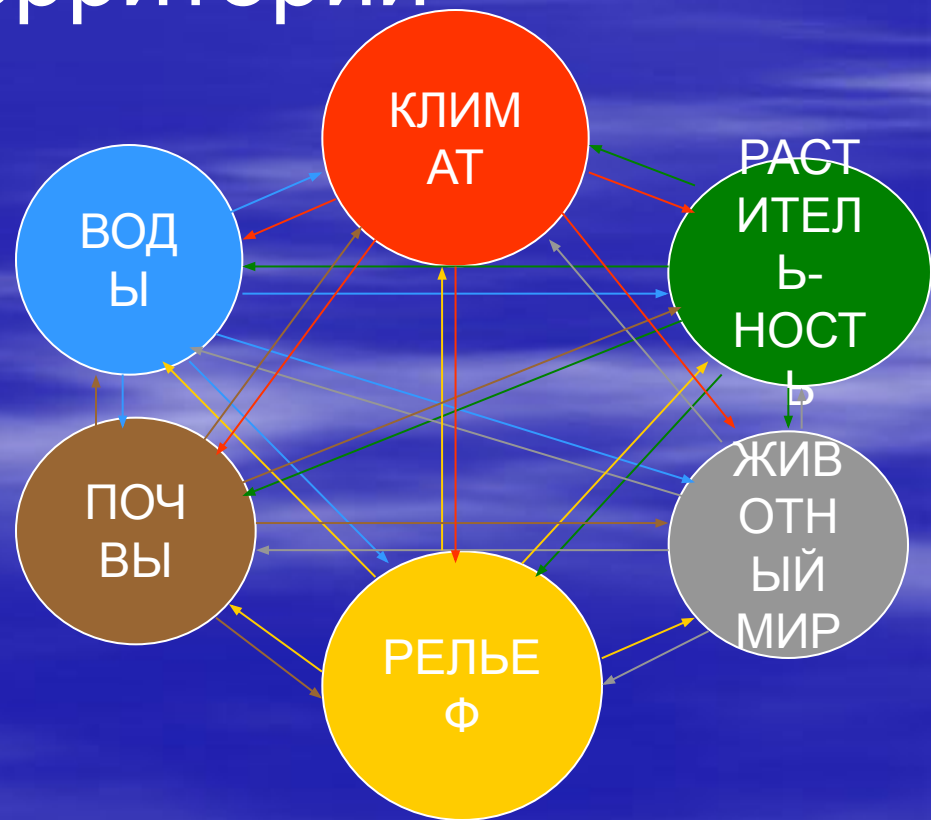 КЛИМ
АТ
РАСТ
ИТЕЛ
Ь-
НОСТ
Ь
ВОД
Ы
ЖИВ
ОТН
ЫЙ
МИР
ПОЧ
ВЫ
РЕЛЬЕ
Ф